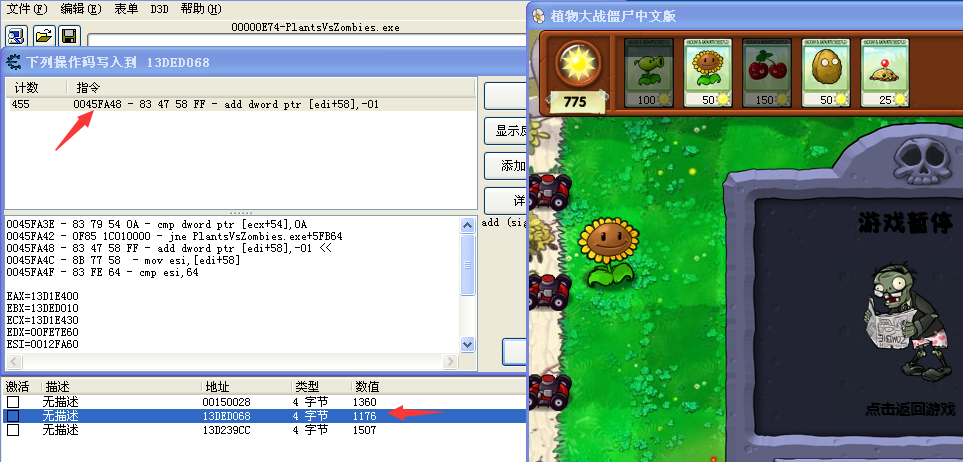 文件(F) 编辑(E) 表单 D3D 帮助(H)
00000E74-PlantsVsZombies.exe
下列操作码写入到 13DED068
计数 指令
455 0045FA48 - 83 47 58 FF - add dword ptr [edi+58],-01
显示反
添加
详
add (si
0045FA3E - 83 79 54 0A - cmp dword ptr [ecx+54],0A
0045FA42 - 0F85 1C010000 - jne PlantsVsZombies.exe+5FB64
0045FA48 - 83 47 58 FF - add dword ptr [edi+58],-01 <<
0045FA4C - 8B 77 58 - mov esi,[edi+58]
0045FA4F - 83 FE 64 - cmp esi,64
EAX=13D1E400
EBX=13DED010
ECX=13D1E430
EDX=00FE7E60
ESI=0012FA60
激活 描述 地址 类型 数值
无描述 00150028 4 字节 1360
无描述 13DED068 4 字节 1176
无描述 13D239CC 4 字节 1507
植物大战僵尸中文版
775
100
50
150
50
25
游戏暂停
点击返回游戏